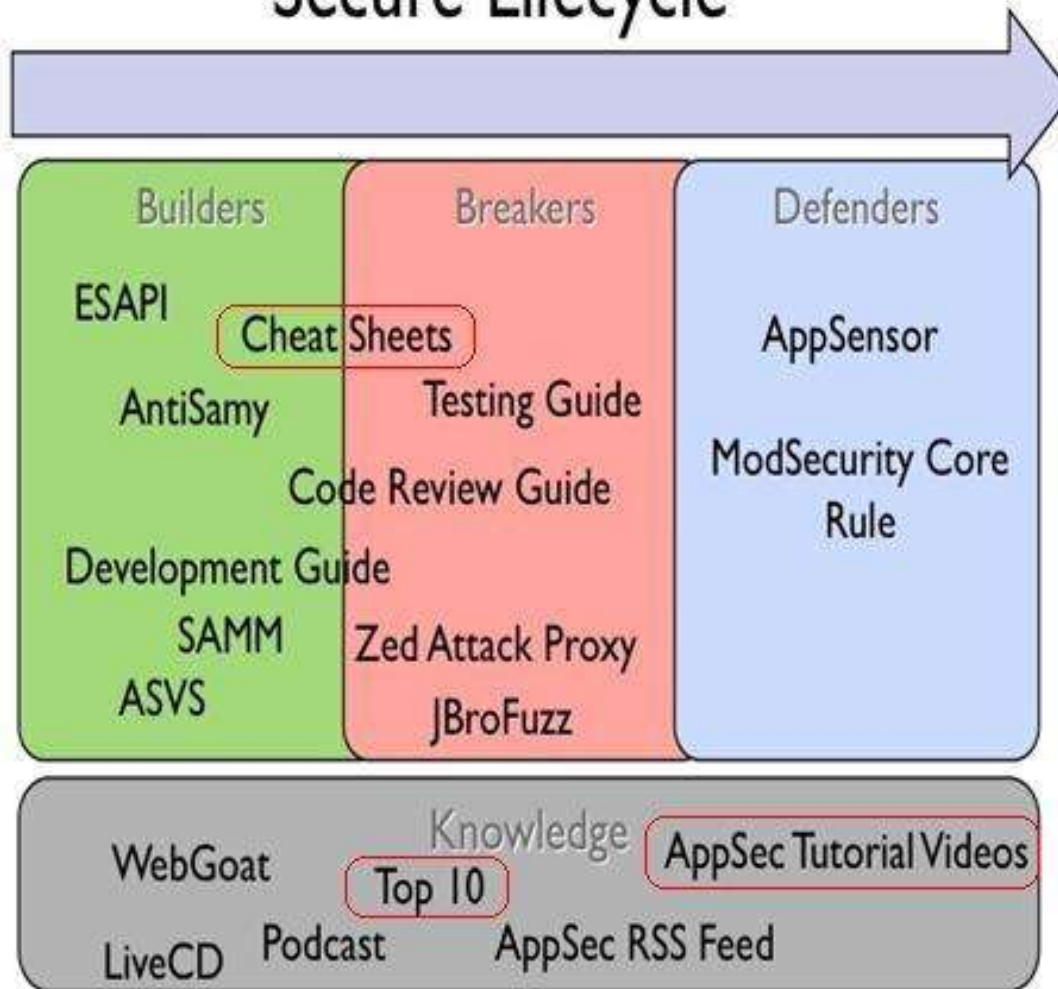 Secure Lifecycle
Builders
ESAPI
Cheat Sheets
AntiSamy
Code Review Guide
Development Guide
SAMM
ASVS
Breakers
Testing Guide
Zed Attack Proxy
JBroFuzz
Defenders
AppSensor
ModSecurity Core
Rule
Knowledge
WebGoat
Top 10
AppSec Tutorial Videos
LiveCD
Podcast
AppSec RSS Feed